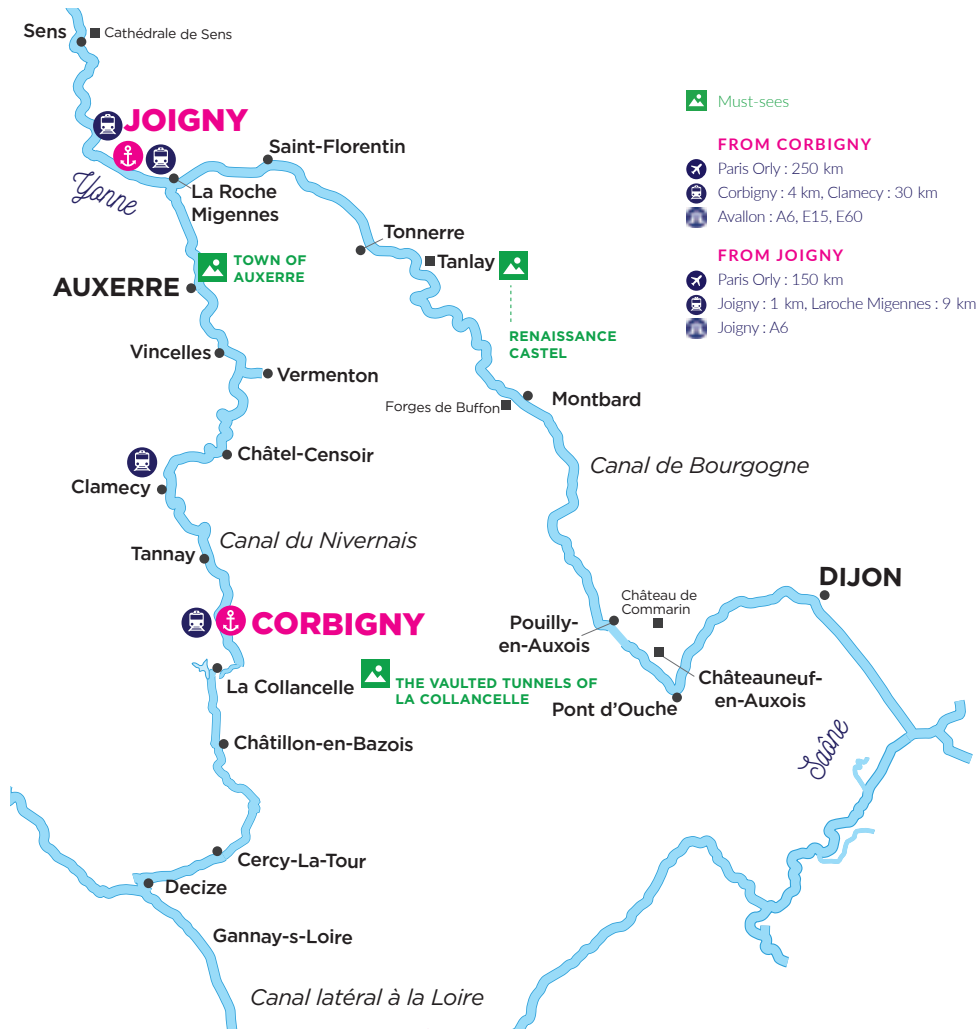 Sens
Cathédrale de Sens
JOIGNY
Yonne
La Roche
Migennes
Saint-Florentin
Tonnerre
Tanlay
TOWN OF
AUXERRE
AUXERRE
RENAISSANCE
CASTEL
Vincelles
Vermenton
Forges de Buffon
Montbard
Châtel-Censoir
Canal de Bourgogne
Clamecy
Canal du Nivernais
Tannay
CORBIGNY
La Collancelle
THE VAULTED TUNNELS OF
LA COLLANCELLE
Châtillon-en-Bazois
Cercy-La-Tour
Decize
Gannay-s-Loire
Canal latéral à la Loire
DIJON
Château de
Commarin
Pouilly-
en-Auxois
Châteauneuf-
en-Auxois
Pont d'Ouche
Saône
Must-sees
FROM CORBIGNY
Paris Orly : 250 km
Corbigny : 4 km, Clamecy : 30 km
Avallon : A6, E15, E60
FROM JOIGNY
Paris Orly : 150 km
Joigny : 1 km, Laroche Migennes : 9 km
Joigny : A6